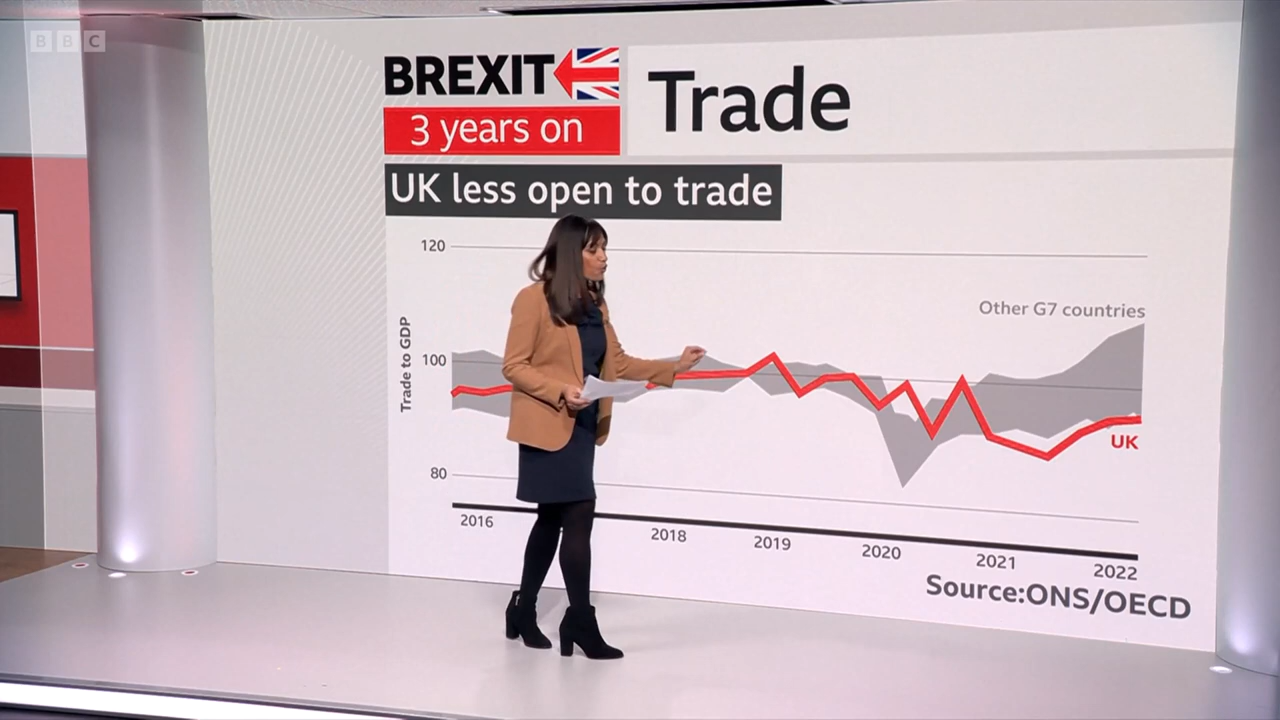 BBC
BREXIT
3 years on
Trade
UK less open to trade
120
Other G7 countries
100
Trade to GDP
UK
80
2016
2018
2019
2020
2021
2022
Source:ONS/OECD